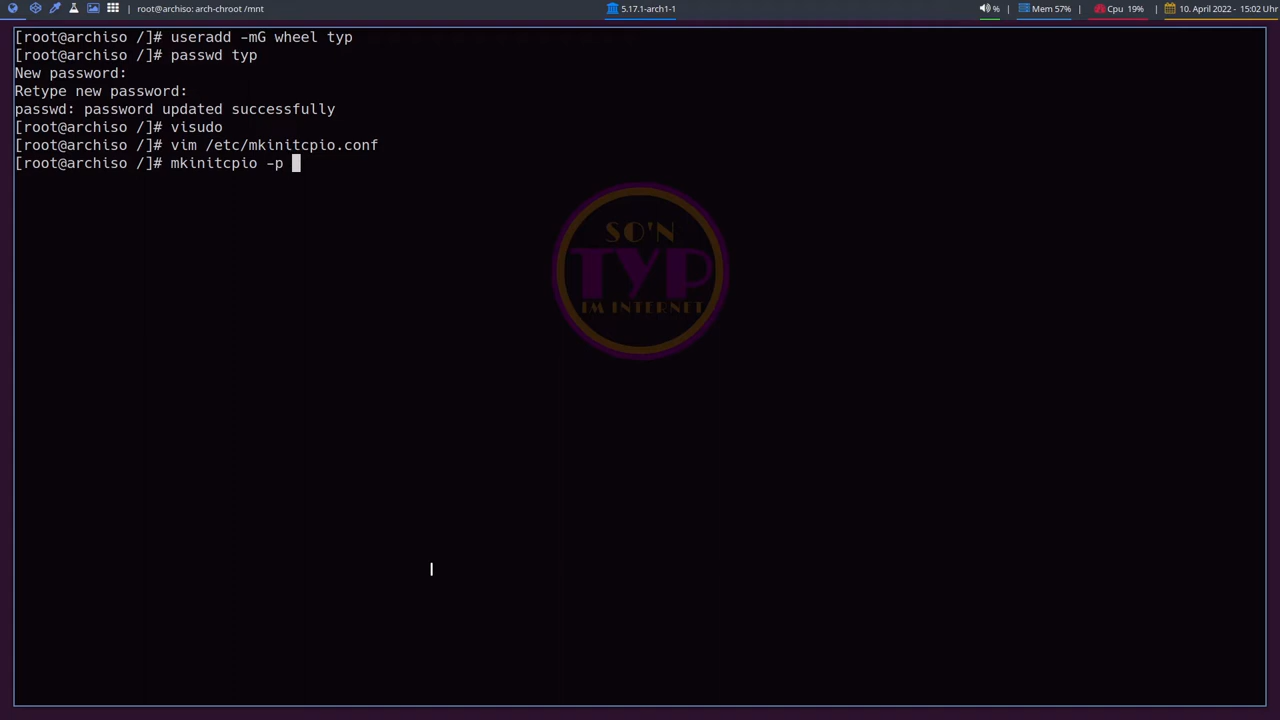 root@archiso: arch-chroot /mnt
5.17.1-arch1-1
% | Mem 57% | Cpu 19% | 10. April 2022 - 15:02 Uhr
[root@archiso /]# useradd -mG wheel typ
[root@archiso /]# passwd typ
New password:
Retype new password:
passwd: password updated successfully
[root@archiso /]# visudo
[root@archiso /]# vim /etc/mkinitcpio.conf
[root@archiso /]# mkinitcpio -p
SO'N
TYP
IM INTERNET